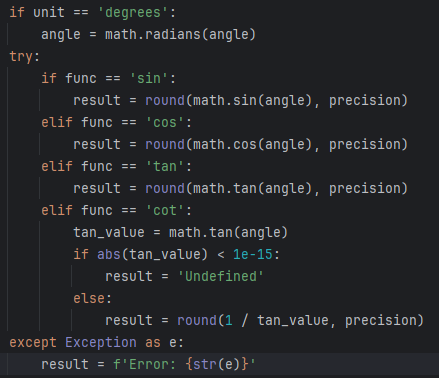 if unit == 'degrees':
    angle = math.radians(angle)
try:
    if func == 'sin':
        result = round(math.sin(angle), precision)
    elif func == 'cos':
        result = round(math.cos(angle), precision)
    elif func == 'tan':
        result = round(math.tan(angle), precision)
    elif func == 'cot':
        tan_value = math.tan(angle)
        if abs(tan_value) < 1e-15:
            result = 'Undefined'
        else:
            result = round(1 / tan_value, precision)
except Exception as e:
    result = f'Error: {str(e)}'